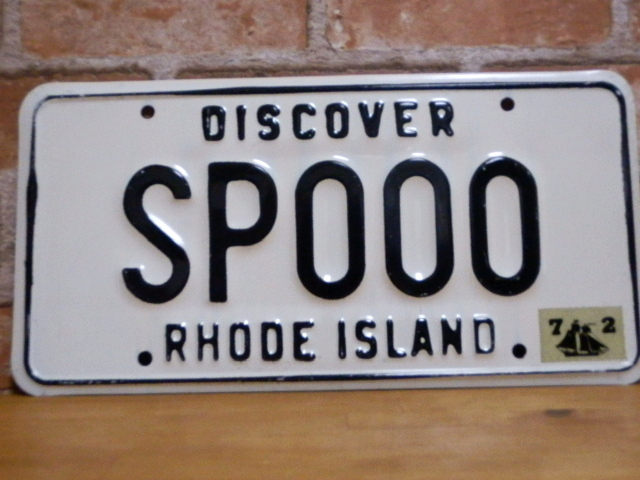 DISCOVER
SP000
RHODE ISLAND
7 2